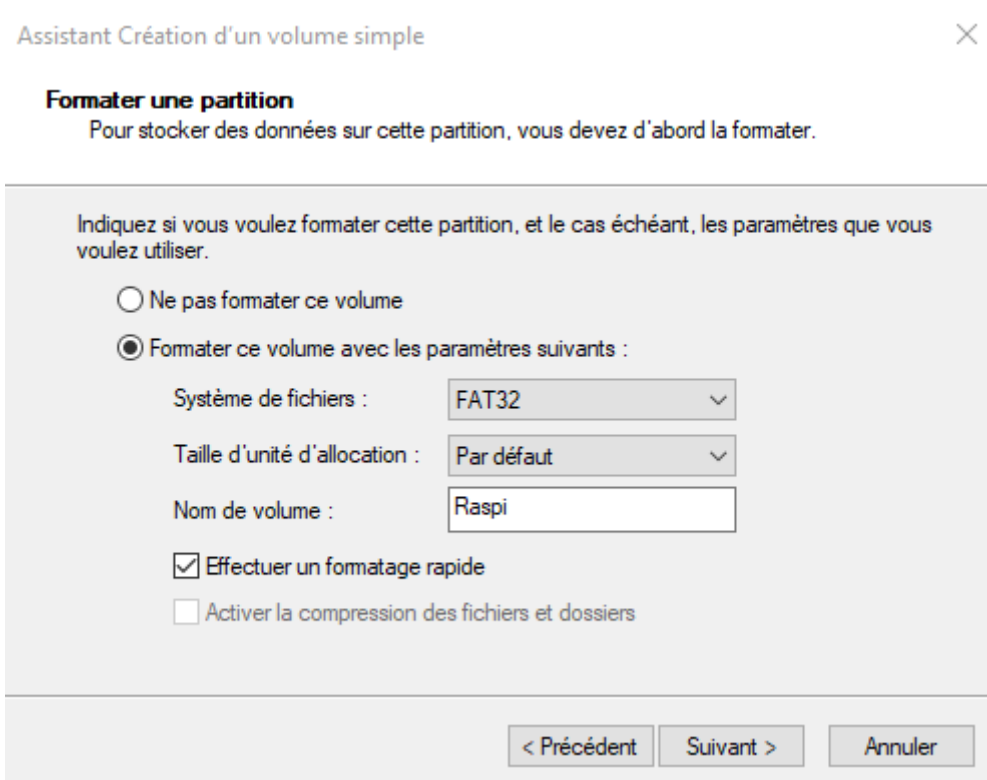 Assistant Création d'un volume simple
Formater une partition
Pour stocker des données sur cette partition, vous devez d'abord la formater.
Indiquez si vous voulez formater cette partition, et le cas échéant, les paramètres que vous
voulez utiliser.
Ne pas formater ce volume
Formater ce volume avec les paramètres suivants :
Système de fichiers : FAT32
Taille d'unité d'allocation : Par défaut
Nom de volume : Raspi
Effectuer un formatage rapide
Activer la compression des fichiers et dossiers
< Précédent Suivant > Annuler